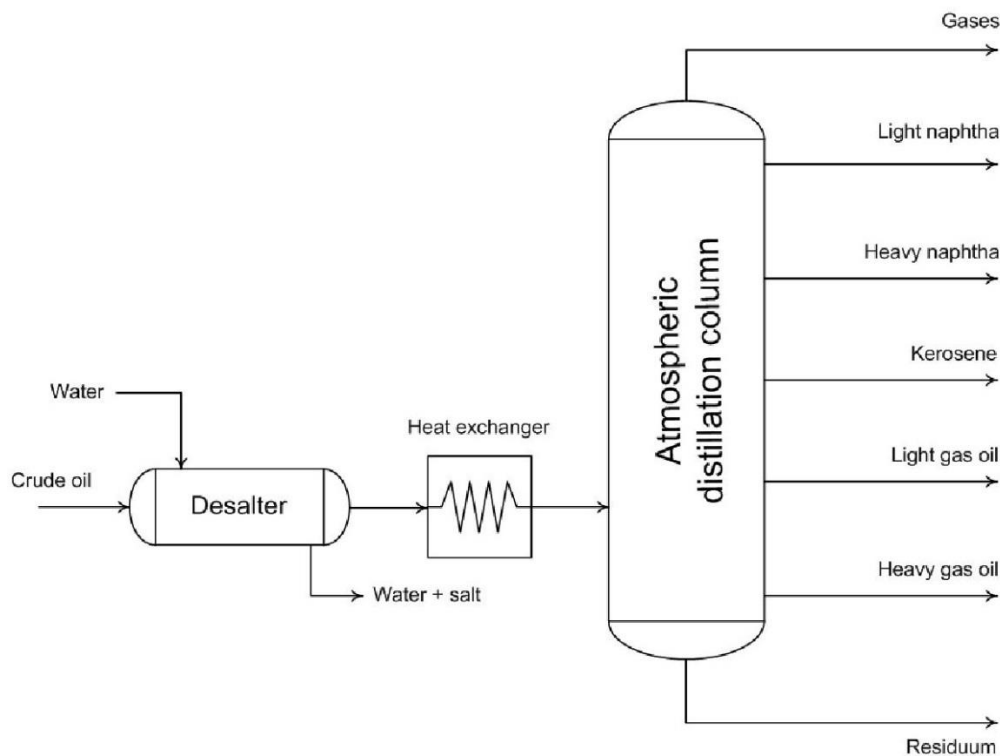 Gases
Light naphtha
Heavy naphtha
Atmospheric
distillation column
Kerosene
Water
Heat exchanger
Light gas oil
Crude oil
Desalter
Heavy gas oil
Water + salt
Residuum